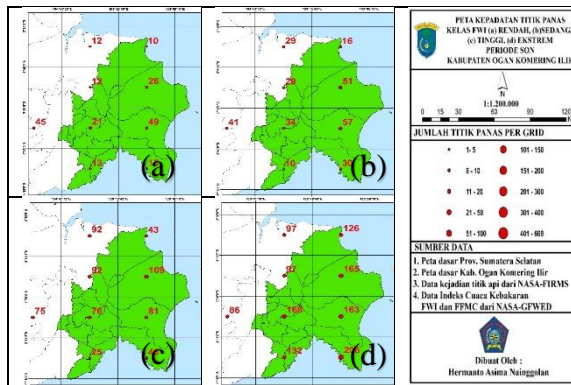 12
10
12
26
45
21
49
13
(a)
29
16
28
51
41
57
10
(b)
92
43
92
109
75
76
81
25
(c)
97
126
97
165
86
168
163
132
(d)
PETA KEPADATAN TITIK PANAS
KELAS FWI (a) RENDAH, (b)SEDANG
(c) TINGGI, (d) EKSTREM
PERIODE SON
KABUPATEN OGAN KOMERING ILIR
N
1:1.200.000
0 15 30 60 90 120
JUMLAH TITIK PANAS PER GRID
1- 5 101 - 150
6 - 10 151 - 200
11 - 20 201 - 300
21 - 50 301 - 400
51 - 100 401 - 609
SUMBER DATA
1. Peta dasar Prov. Sumatera Selatan
2. Peta dasar Kab. Ogan Komering Ilir
3. Data kejadian titik api dari NASA-FIRMS
4. Data Indeks Cuaca Kebakaran
FWI dan FFMC dari NASA-GFWED
Dibuat Oleh :
Hermanto Asima Nainggolan